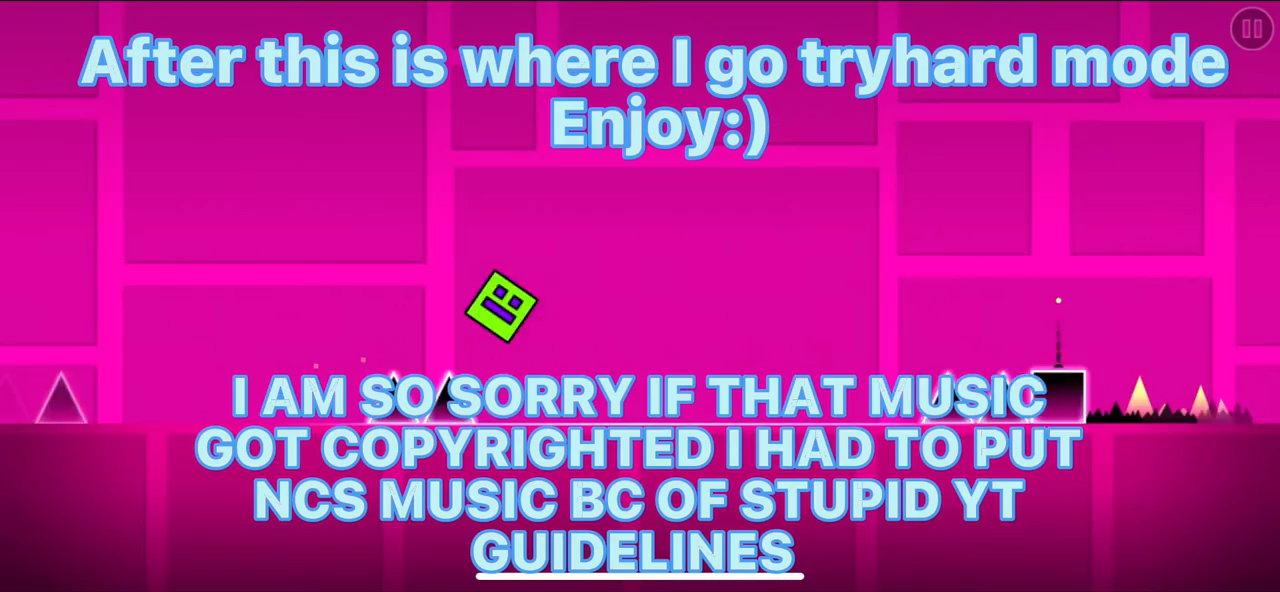 After this is where I go tryhard mode
Enjoy:)
I AM SO SORRY IF THAT MUSIC
GOT COPYRIGHTED I HAD TO PUT
NCS MUSIC BC OF STUPID YT
GUIDELINES